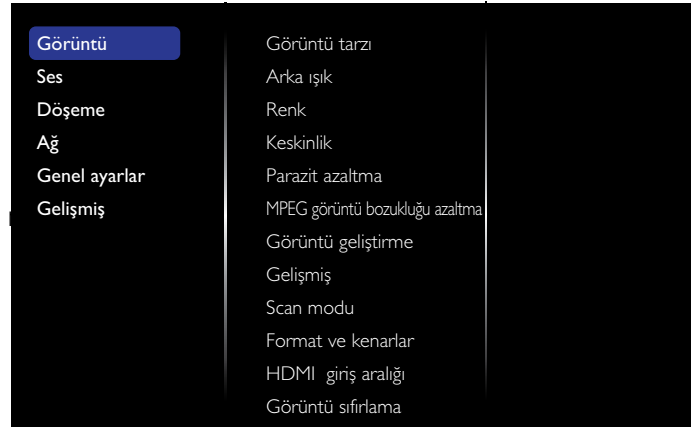 Görüntü
Ses
Döşeme
Ağ
Genel ayarlar
Gelişmiş
Görüntü tarzı
Arka ışık
Renk
Keskinlik
Parazit azaltma
MPEG görüntü bozukluğu azaltma
Görüntü geliştirme
Gelişmiş
Scan modu
Format ve kenarlar
HDMI giriş aralığı
Görüntü sıfırlama